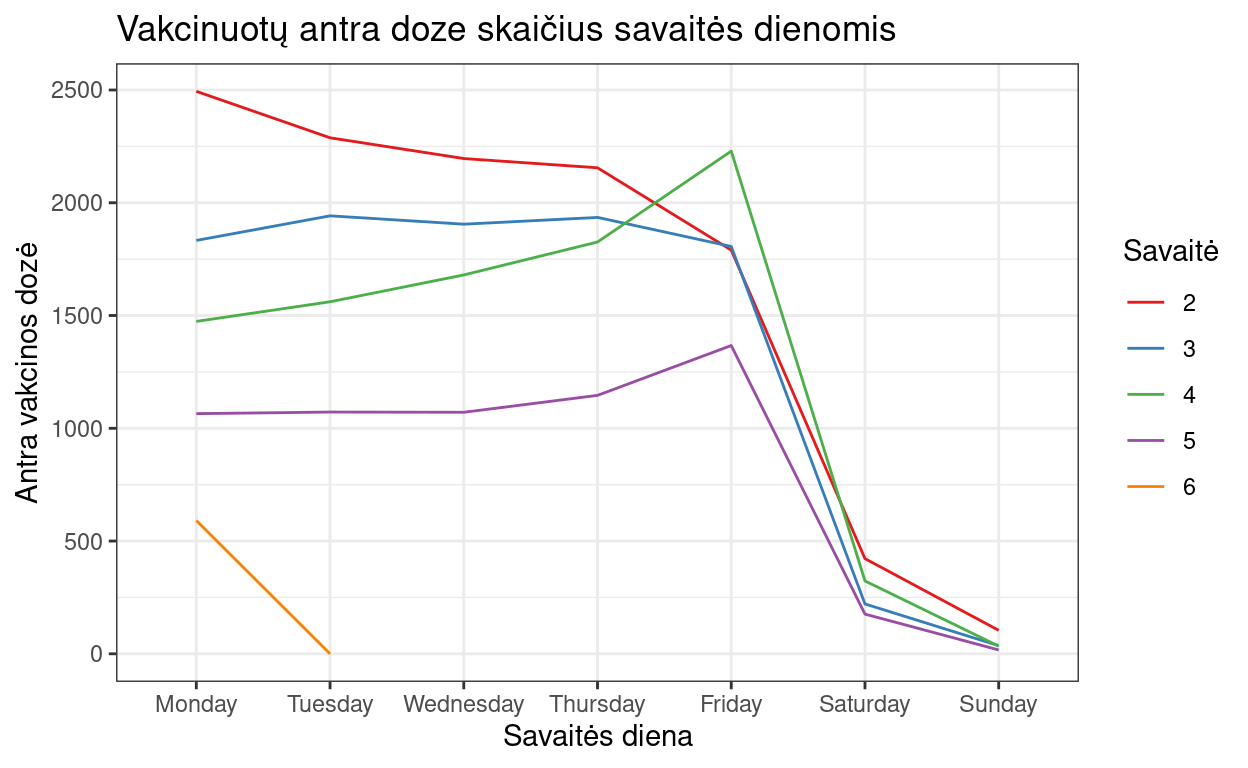 Vakcinuotų antra doze skaičius savaitės dienomis
Antra vakcinos dozė
2500
2000
1500
1000
500
0
Monday Tuesday Wednesday Thursday Friday Saturday Sunday
Savaitės diena
Savaitė
2
3
4
5
6